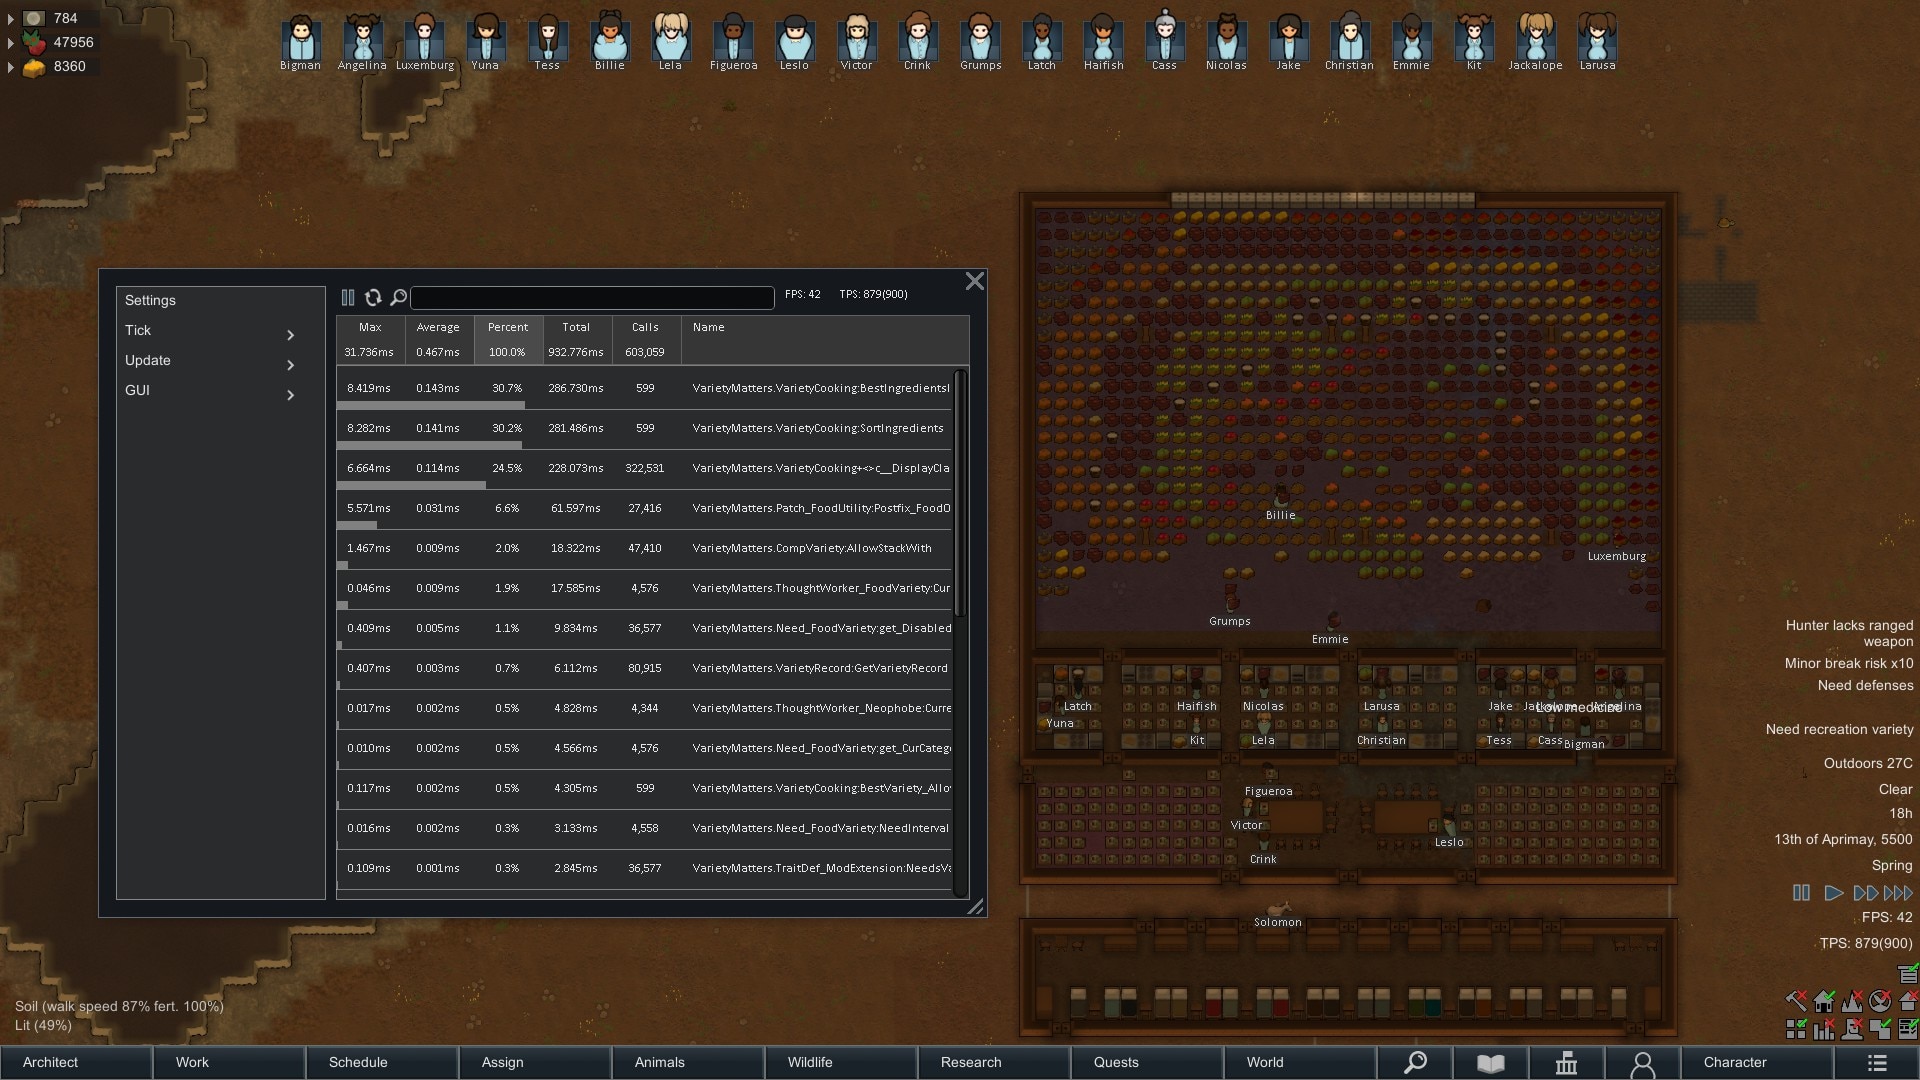 784
47956
8360
Bigman Angelina Luxemburg Yuna Tess Billie Lela Figueroa Leslo Victor Crink Grumps Latch Haifish Cass Nicolas Jake Christian Emmie Kit Jackalope Larusa
Settings
Tick
Update
GUI
FPS: 42 TPS: 879(900)
Max Average Percent Total Calls Name
31.736ms 0.467ms 100.0% 932.776ms 603,059
8.419ms 0.143ms 30.7% 286.730ms 599 VarietyMatters.VarietyCooking:BestIngredientsI
8.282ms 0.141ms 30.2% 281.486ms 599 VarietyMatters.VarietyCooking:SortIngredients
6.664ms 0.114ms 24.5% 228.073ms 322,531 VarietyMatters.VarietyCooking+<>c__DisplayCla
5.571ms 0.031ms 6.6% 61.597ms 27,416 VarietyMatters.Patch_FoodUtility:Postfix_FoodO
1.467ms 0.009ms 2.0% 18.322ms 47,410 VarietyMatters.CompVariety:AllowStackWith
0.046ms 0.009ms 1.9% 17.585ms 4,576 VarietyMatters.ThoughtWorker_FoodVariety:Cur
0.409ms 0.005ms 1.1% 9.834ms 36,577 VarietyMatters.Need_FoodVariety:get_Disabled
0.407ms 0.003ms 0.7% 6.112ms 80,915 VarietyMatters.VarietyRecord:GetVarietyRecord
0.017ms 0.002ms 0.5% 4.828ms 4,344 VarietyMatters.ThoughtWorker_Neophobe:Curre
0.010ms 0.002ms 0.5% 4.566ms 4,576 VarietyMatters.Need_FoodVariety:get_CurCateg
0.117ms 0.002ms 0.5% 4.305ms 599 VarietyMatters.VarietyCooking:BestVariety_Allo
0.016ms 0.002ms 0.3% 3.133ms 4,558 VarietyMatters.Need_FoodVariety:NeedInterval
0.109ms 0.001ms 0.3% 2.845ms 36,577 VarietyMatters.TraitDef_ModExtension:NeedsVa
Billie
Luxemburg
Grumps
Emmie
Latch Haifish Nicolas Larusa Jake Jackalope Angelina
Yuna
Kit Lela Christian Tess Cass Bigman
Figueroa
Victor
Leslo
Crink
Solomon
Hunter lacks ranged
weapon
Minor break risk x10
Need defenses
Low medicine
Need recreation variety
Outdoors 27C
Clear
18h
13th of Aprimay, 5500
Spring
FPS: 42
TPS: 879(900)
Soil (walk speed 87% fert. 100%)
Lit (49%)
Architect Work Schedule Assign Animals Wildlife Research Quests World Character